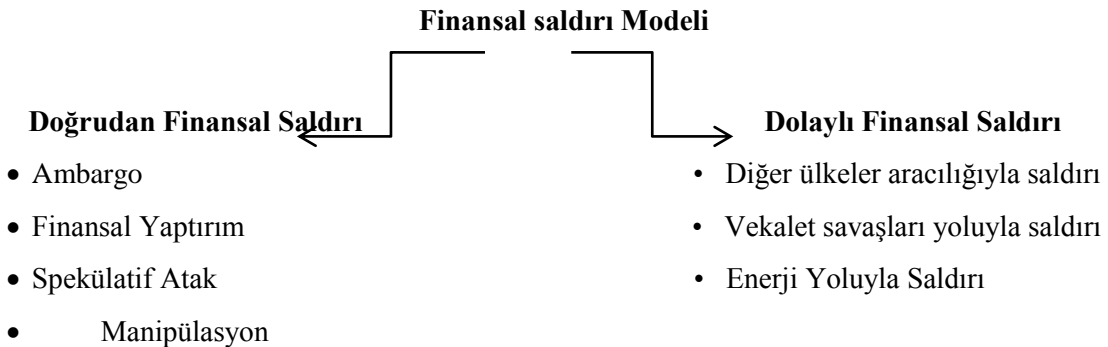 Finansal saldırı Modeli
Doğrudan Finansal Saldırı
• Ambargo
• Finansal Yaptırım
• Spekülatif Atak
• Manipülasyon
Dolaylı Finansal Saldırı
• Diğer ülkeler aracılığıyla saldırı
• Vekalet savaşları yoluyla saldırı
• Enerji Yoluyla Saldırı